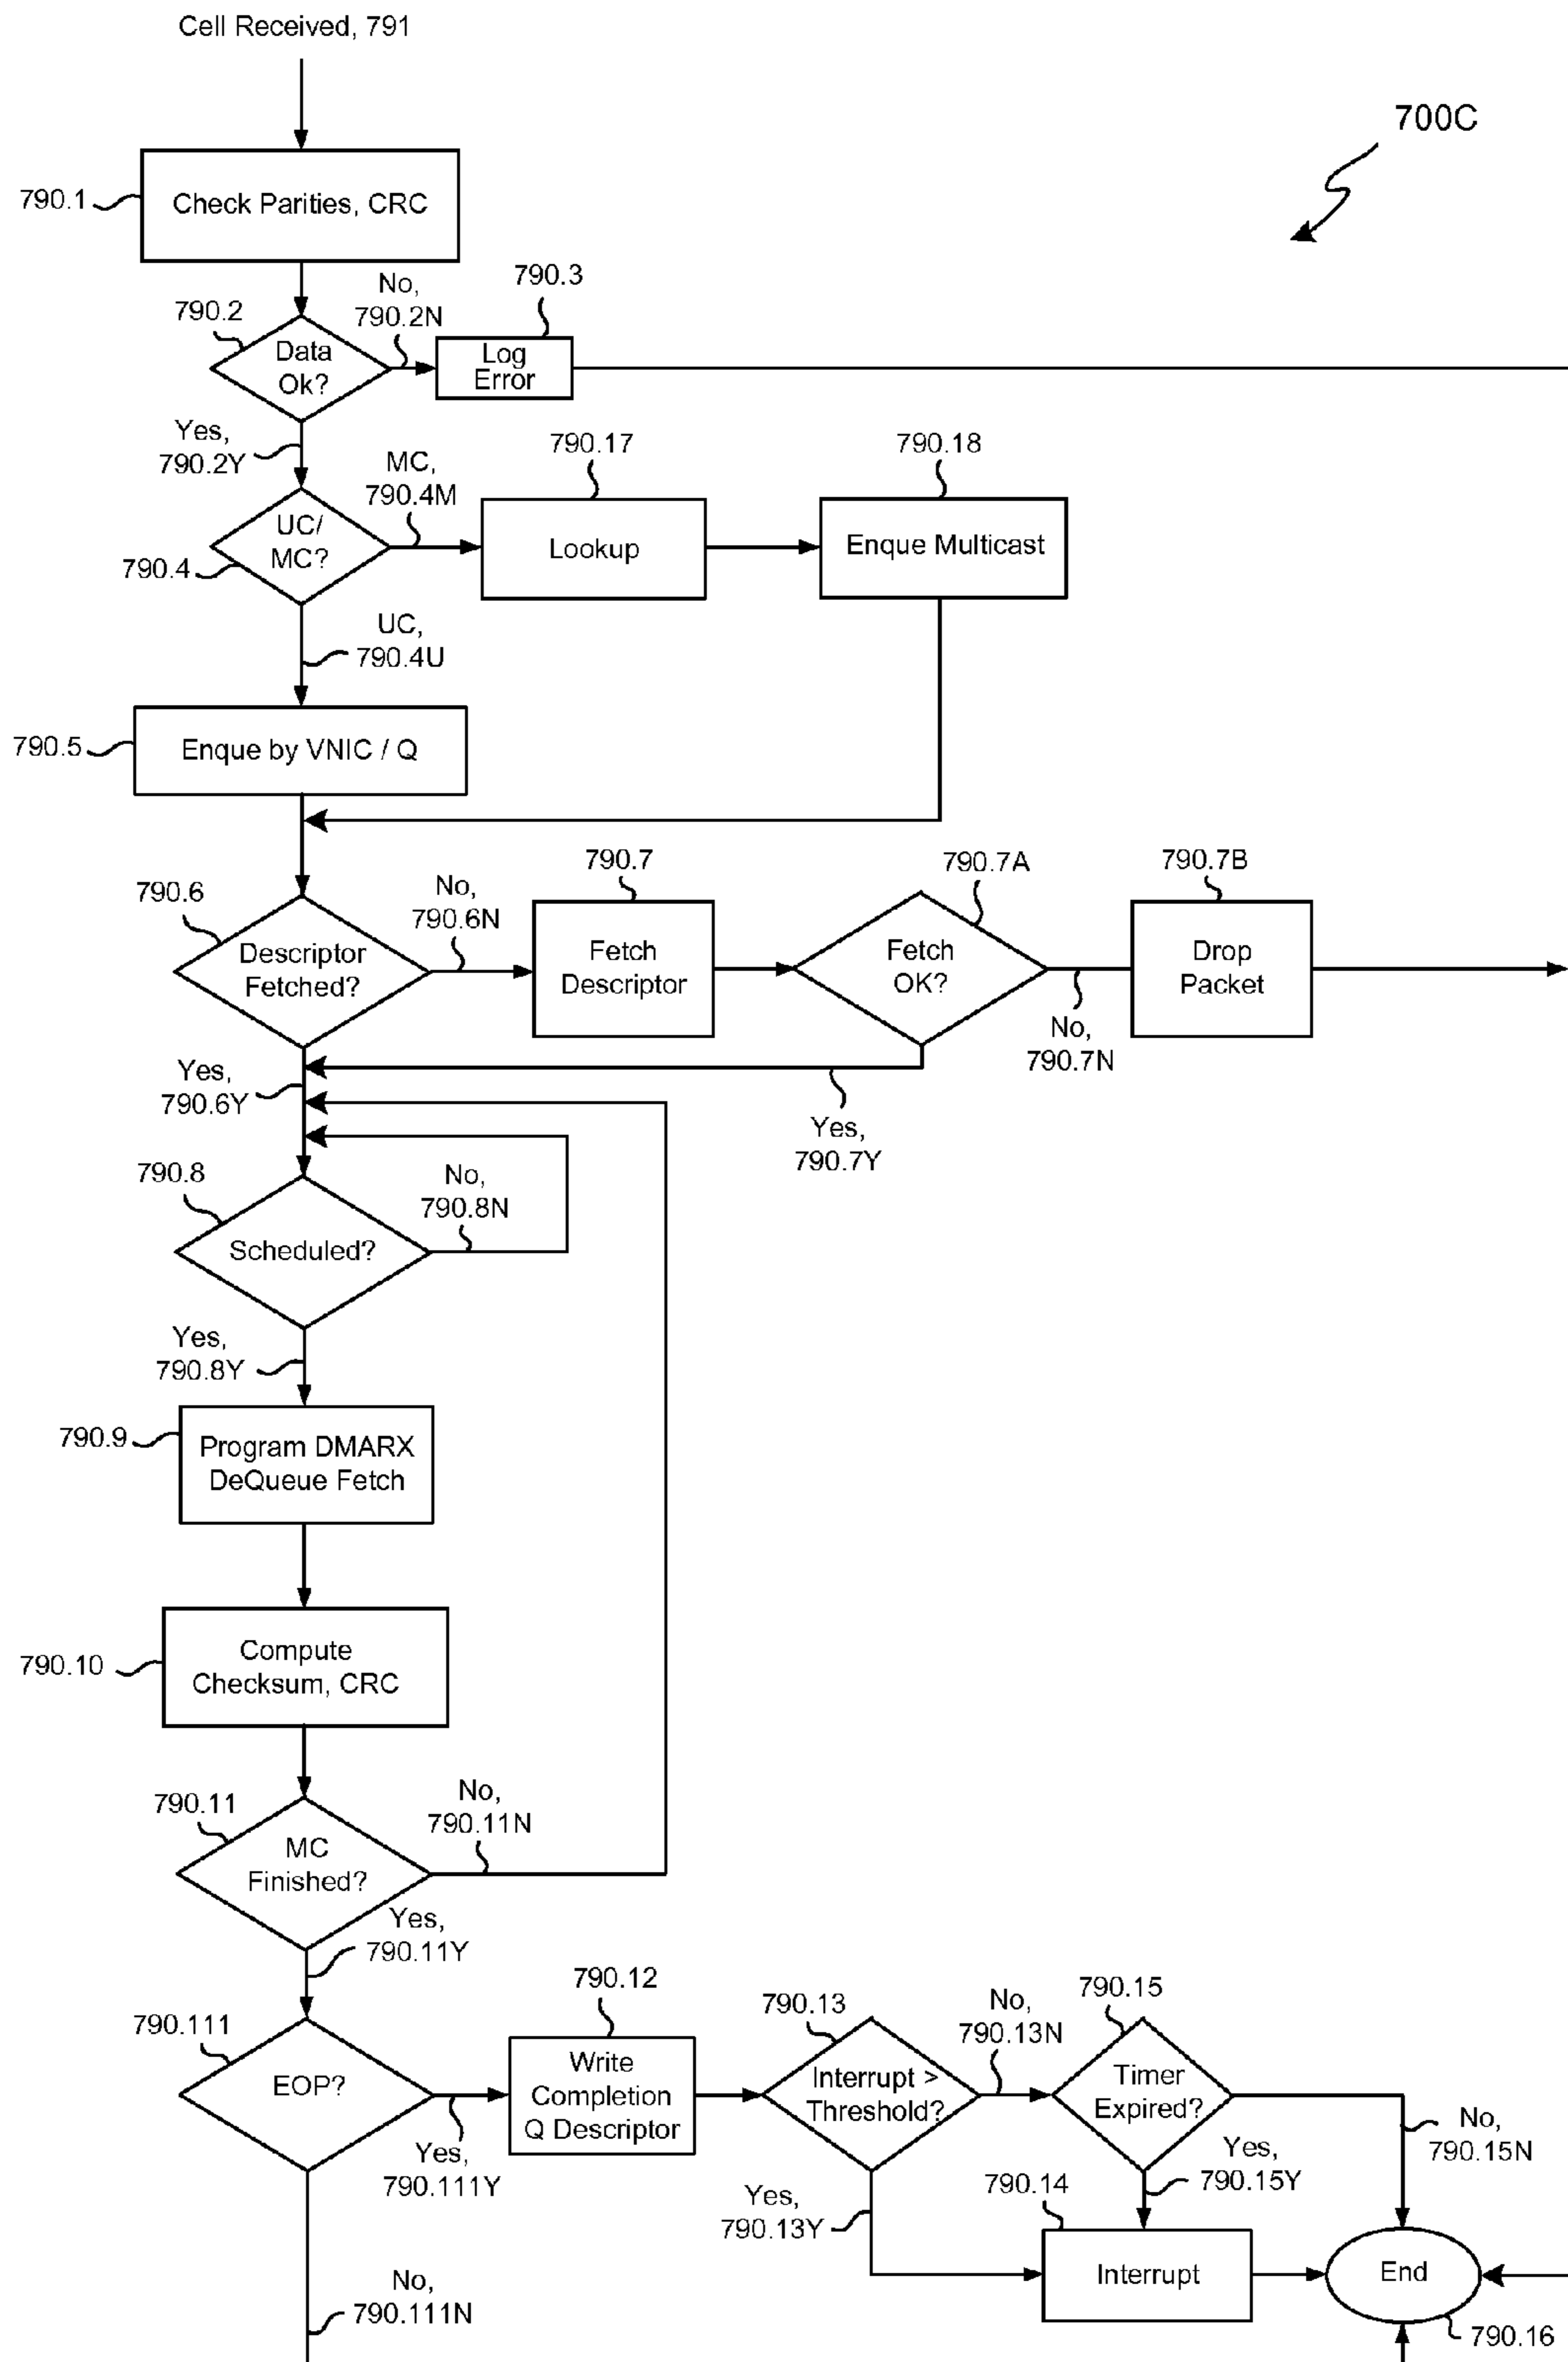 Cell Received, 791
700C
790.1
Check Parities, CRC
790.2
Data
Ok?
No,
790.2N
790.3
Log
Error
Yes,
790.2Y
790.4
UC/
MC?
MC,
790.4M
790.17
Lookup
790.18
Enque Multicast
UC,
790.4U
790.5
Enque by VNIC / Q
790.6
Descriptor
Fetched?
No,
790.6N
790.7
Fetch
Descriptor
790.7A
Fetch
OK?
No,
790.7N
790.7B
Drop
Packet
Yes,
790.6Y
Yes,
790.7Y
790.8
Scheduled?
No,
790.8N
Yes,
790.8Y
790.9
Program DMARX
DeQueue Fetch
790.10
Compute
Checksum, CRC
790.11
MC
Finished?
No,
790.11N
Yes,
790.11Y
790.111
EOP?
Yes,
790.111Y
790.12
Write
Completion
Q Descriptor
790.13
Interrupt >
Threshold?
No,
790.13N
790.15
Timer
Expired?
No,
790.15N
Yes,
790.13Y
Yes,
790.15Y
790.14
Interrupt
End
790.16
No,
790.111N